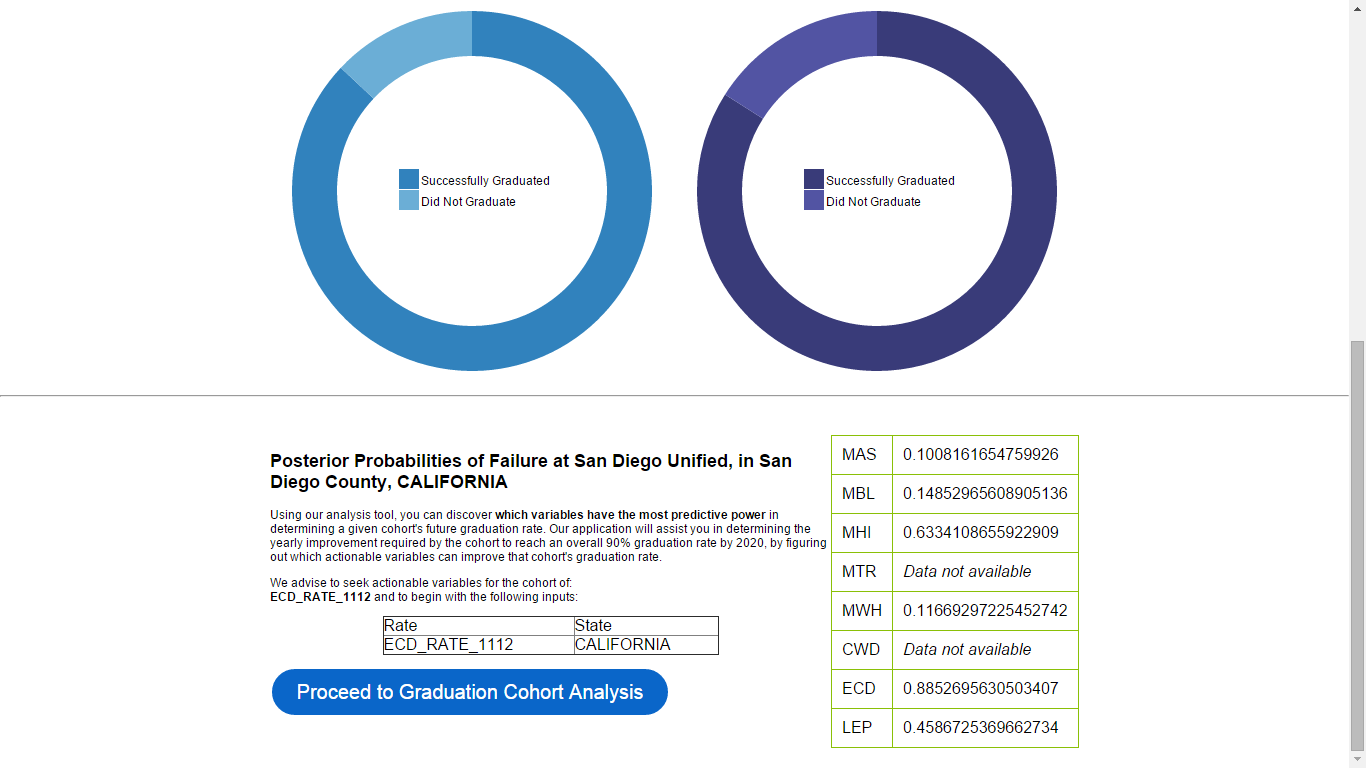 Successfully Graduated
Did Not Graduate
Successfully Graduated
Did Not Graduate
Posterior Probabilities of Failure at San Diego Unified, in San
Diego County, CALIFORNIA
Using our analysis tool, you can discover which variables have the most predictive power in
determining a given cohort's future graduation rate. Our application will assist you in determining the
yearly improvement required by the cohort to reach an overall 90% graduation rate by 2020, by figuring
out which actionable variables can improve that cohort's graduation rate.
We advise to seek actionable variables for the cohort of:
ECD_RATE_1112 and to begin with the following inputs:
Rate State
ECD_RATE_1112 CALIFORNIA
Proceed to Graduation Cohort Analysis
MAS 0.1008161654759926
MBL 0.14852965608905136
MHI 0.6334108655922909
MTR Data not available
MWH 0.11669297225452742
CWD Data not available
ECD 0.8852695630503407
LEP 0.4586725369662734